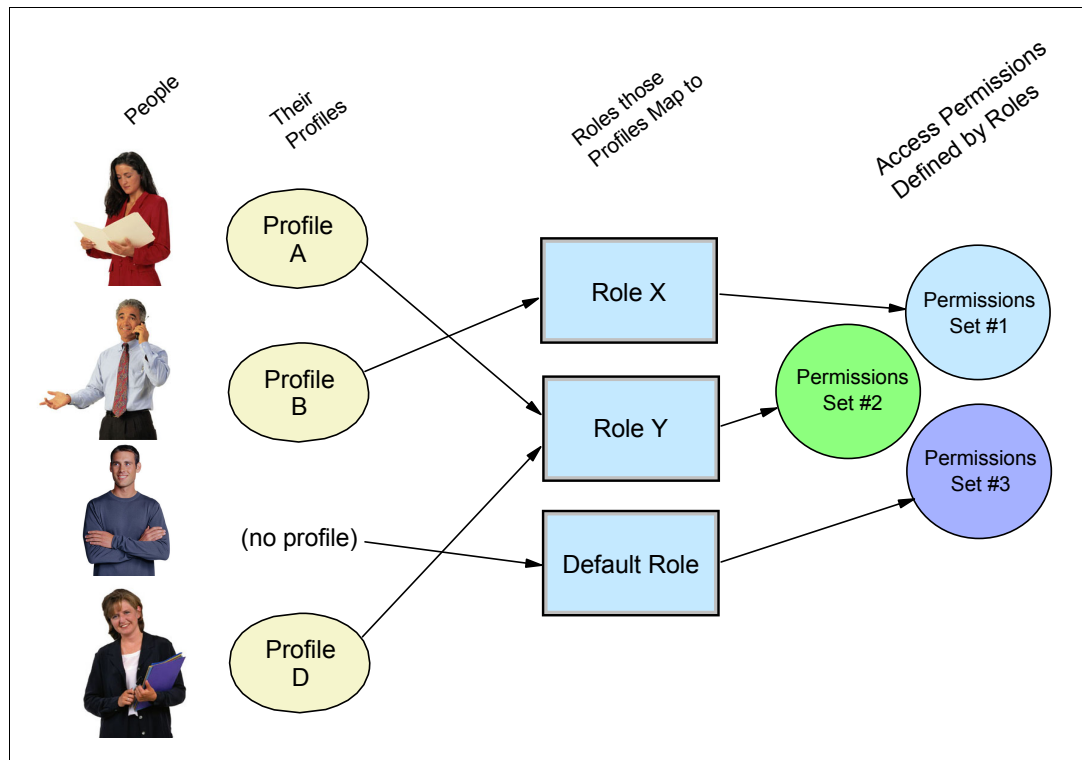 People
Their
Profiles
Roles those
Profiles Map to
Access Permissions
Defined by Roles
Profile
A
Role X
Permissions
Set #1
Profile
B
Permissions
Set #2
Role Y
Permissions
Set #3
(no profile)
Default Role
Profile
D